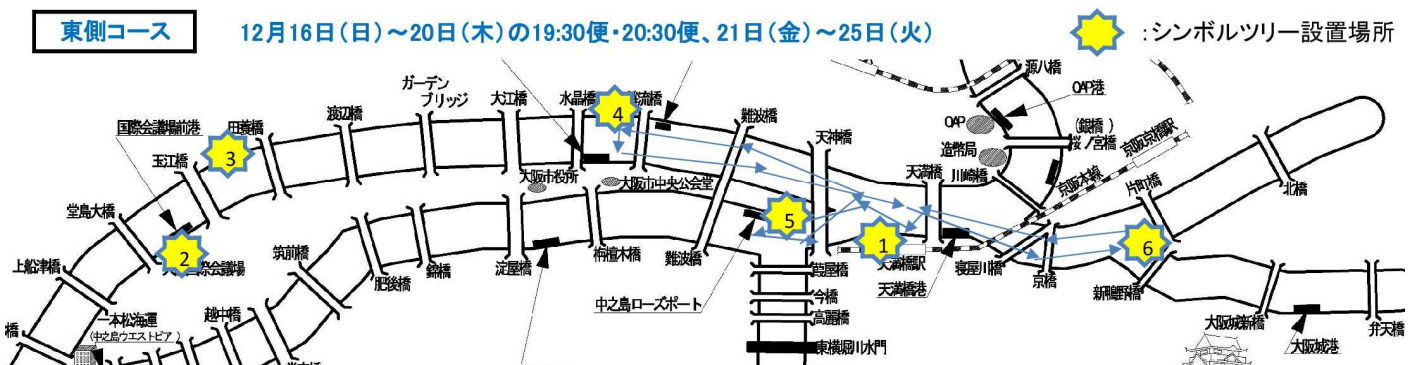 東側コース
12月16日(日)~20日(木)の19:30便・20:30便、21日(金)~25日(火)
:シンボルツリー設置場所
源八橋
OAP港
ガーデン
ブリッジ
大江橋
水晶橋
4
難波橋
渡辺橋
OAP
(銀橋)
桜ノ宮橋
京阪京橋駅
国際会議場前港
田蓑橋
3
天神橋
造幣局
川崎橋
京阪本線
玉江橋
大阪市役所
大阪市中央公会堂
天満橋
片町橋
北橋
堂島大橋
5
1
6
2
国際会議場
筑前橋
上船津橋
肥後橋
錦橋
淀屋橋
栴檀木橋
難波橋
葭屋橋
天満橋駅
天満橋港
寝屋川橋
京橋
新鴫野橋
中之島ローズポート
今橋
高麗橋
一本松海運
(中之島ウエストピア)
越中橋
大阪城新橋
大阪城港
弁天橋
橋
東横堀川水門